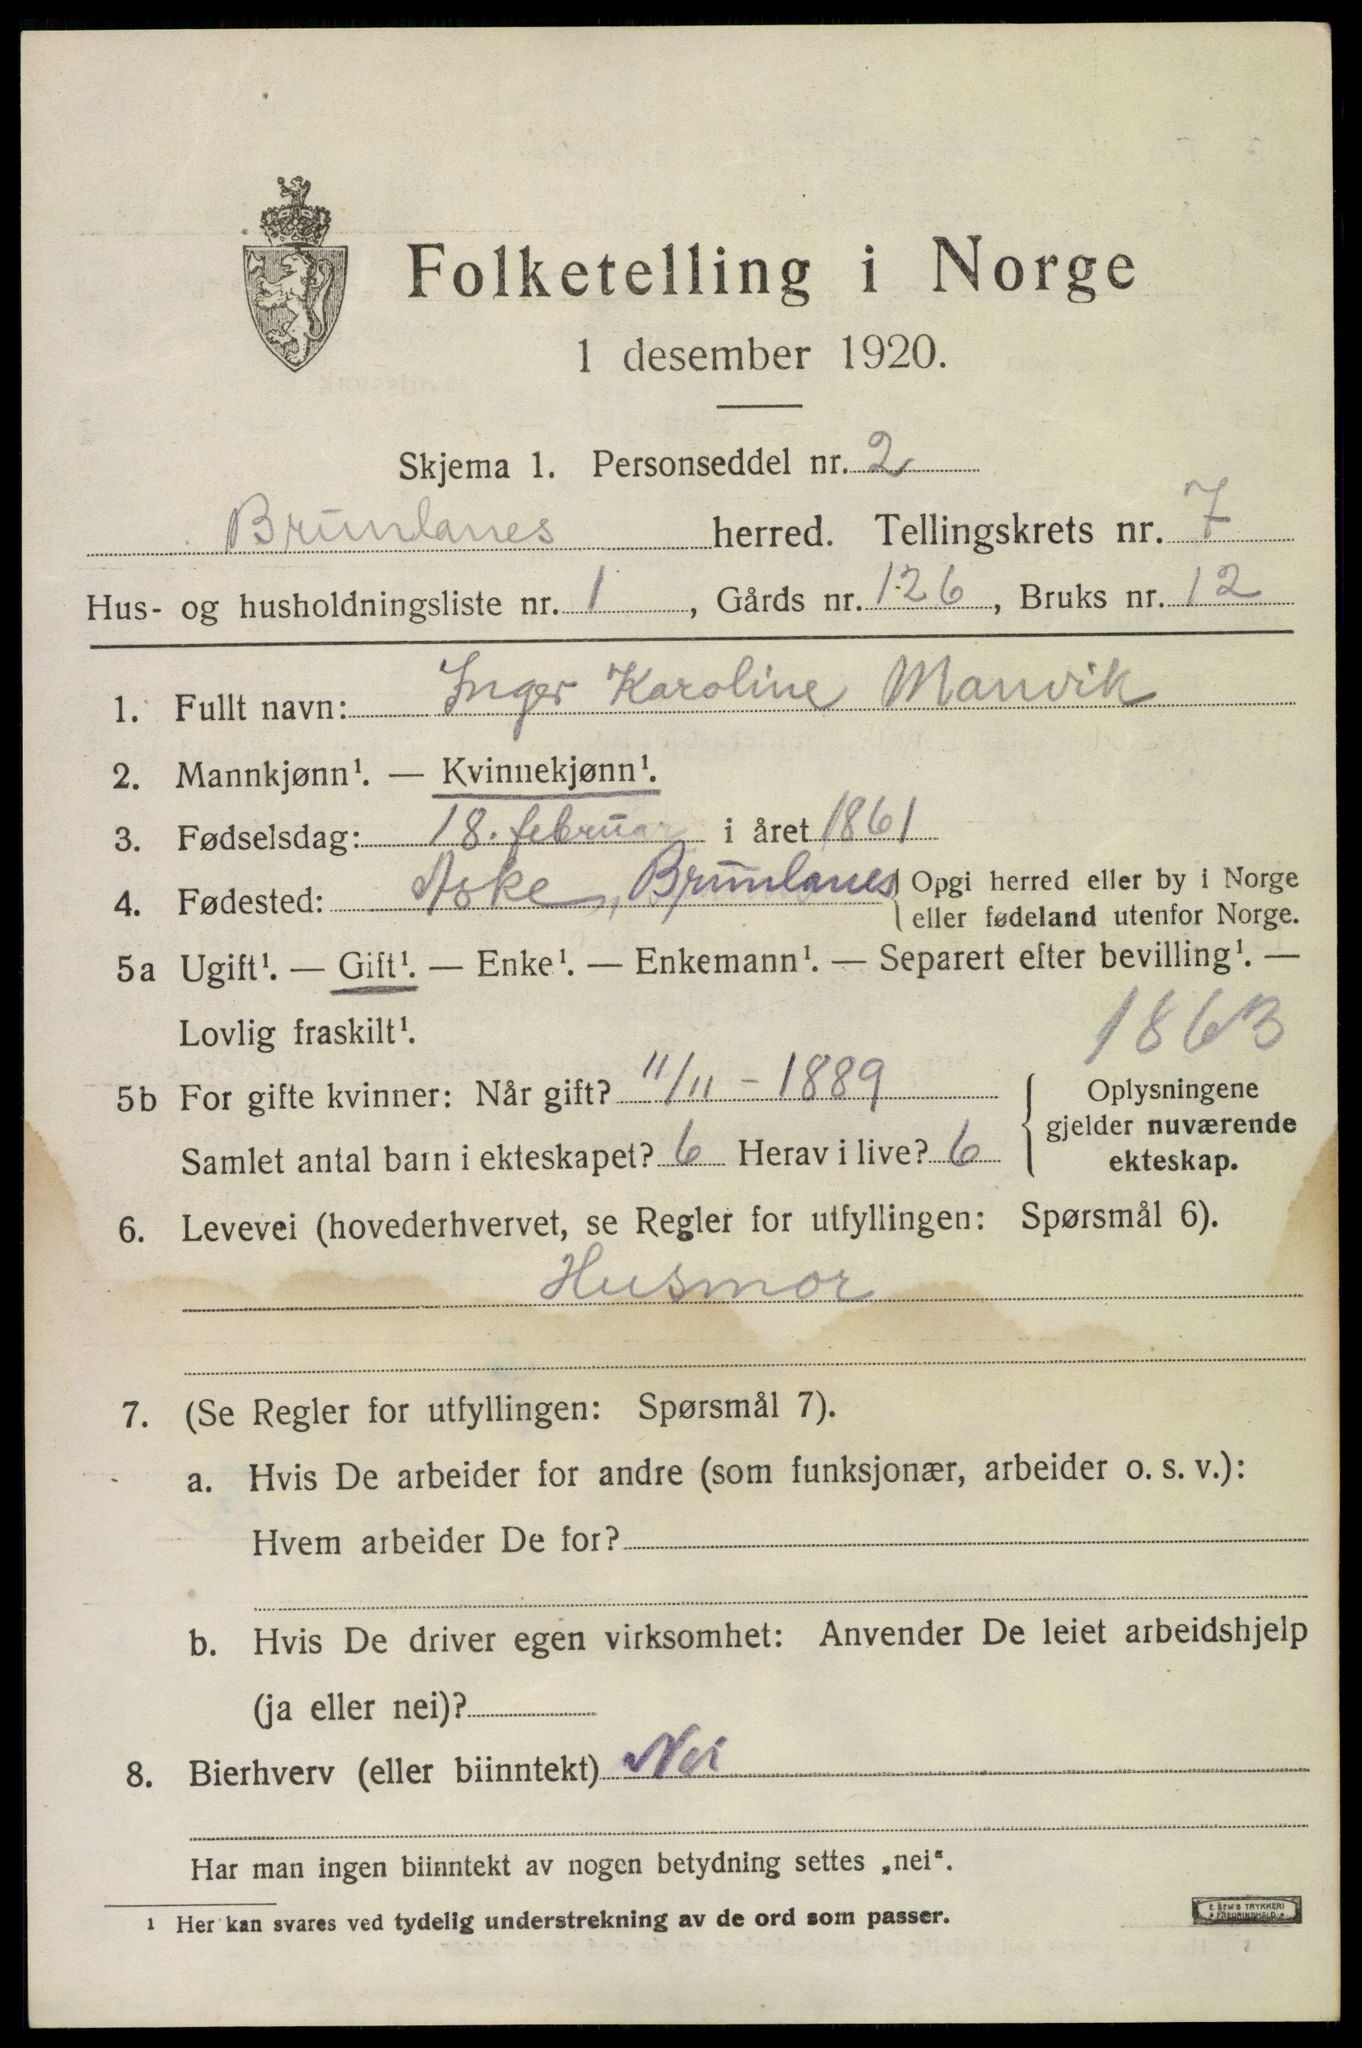 Folketelling i Norge
1 desember 1920.
Skjema 1. Personseddel nr. 2
Brunlanes herred. Tellingskrets nr. 7
Hus- og husholdningsliste nr. 1, Gårds nr. 126, Bruks nr. 12
1. Fullt navn: Inger Karoline Manvik
2. Mannkjønn¹. — Kvinnekjønn¹.
3. Fødselsdag: 18. februar i året 1861
4. Fødested: Aske, Brunlanes { Opgi herred eller by i Norge
eller fødeland utenfor Norge.
5a Ugift¹. — Gift¹. — Enke¹. — Enkemann¹. — Separert efter bevilling¹. —
Lovlig fraskilt¹.
1863
5b For gifte kvinner: Når gift? 11/11 - 1889
Samlet antal barn i ekteskapet? 6 Herav i live? 6
Oplysningene
gjelder nuværende
ekteskap.
6. Levevei (hovederhvervet, se Regler for utfyllingen: Spørsmål 6).
Husmor
7. (Se Regler for utfyllingen: Spørsmål 7).
a. Hvis De arbeider for andre (som funksjonær, arbeider o. s. v.):
Hvem arbeider De for?
b. Hvis De driver egen virksomhet: Anvender De leiet arbeidshjelp
(ja eller nei)?
8. Bierhverv (eller biinntekt) Nei
Har man ingen biinntekt av nogen betydning settes „nei".
¹ Her kan svares ved tydelig understrekning av de ord som passer.
E. SEM'S TRYKKERI
FREDRIKSHALD